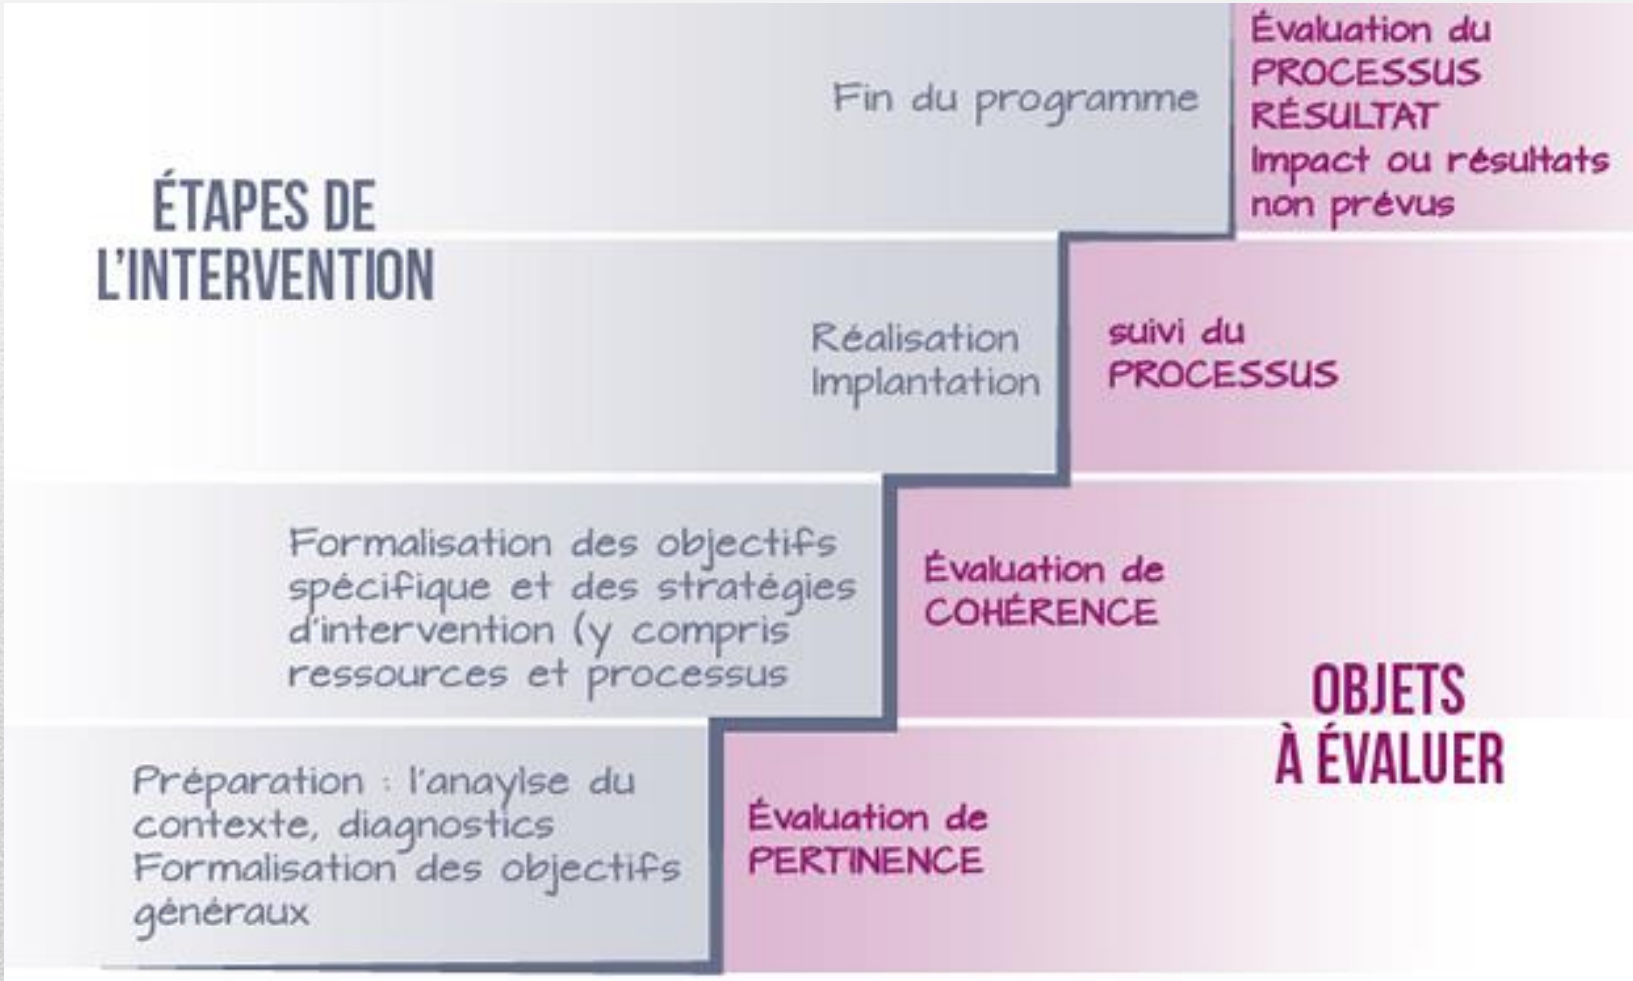 Fin du programme
Évaluation du
PROCESSUS
RÉSULTAT
Impact ou résultats
non prévus
ÉTAPES DE
L'INTERVENTION
Réalisation
Implantation
suivi du
PROCESSUS
Formalisation des objectifs
spécifique et des stratégies
d'intervention (y compris
ressources et processus
Évaluation de
COHÉRENCE
OBJETS
À ÉVALUER
Préparation : l'anaylse du
contexte, diagnostics
Formalisation des objectifs
généraux
Évaluation de
PERTINENCE